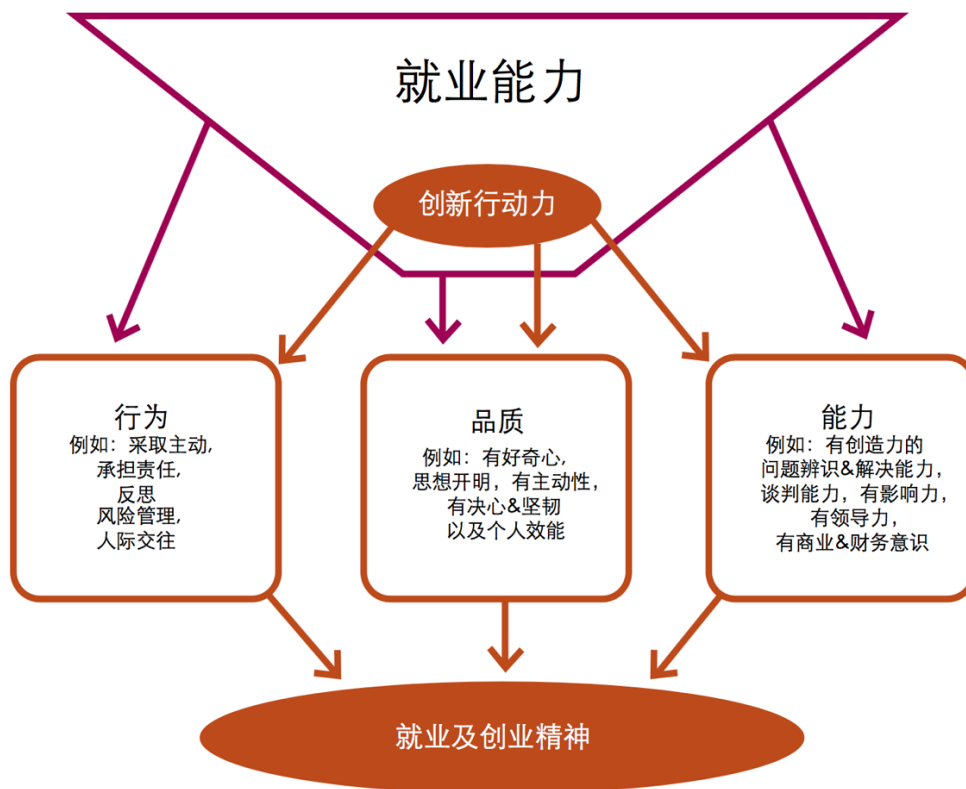 就业能力
创新行动力
行为
例如：采取主动，
承担责任，
反思
风险管理，
人际交往
品质
例如：有好奇心，
思想开明，有主动性，
有决心&坚韧
以及个人效能
能力
例如：有创造力的
问题辨识&解决能力，
谈判能力，有影响力，
有领导力，
有商业&财务意识
就业及创业精神